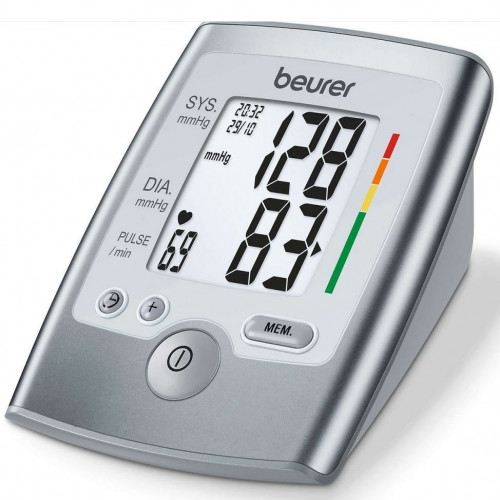 beurer
SYS.
mmHg
20:32
29/10
128
mmHg
DIA.
mmHg
83
PULSE
/min
69
+
MEM.